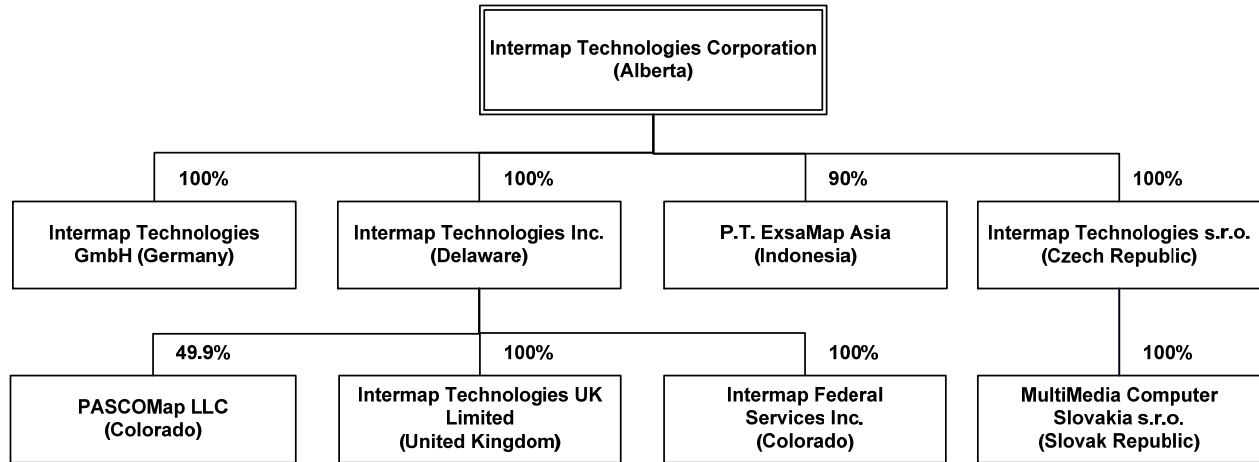 Intermap Technologies Corporation
(Alberta)
100%
100%
90%
100%
Intermap Technologies
GmbH (Germany)
Intermap Technologies Inc.
(Delaware)
P.T. ExsaMap Asia
(Indonesia)
Intermap Technologies s.r.o.
(Czech Republic)
49.9%
100%
100%
100%
PASCOMap LLC
(Colorado)
Intermap Technologies UK
Limited
(United Kingdom)
Intermap Federal
Services Inc.
(Colorado)
MultiMedia Computer
Slovakia s.r.o.
(Slovak Republic)